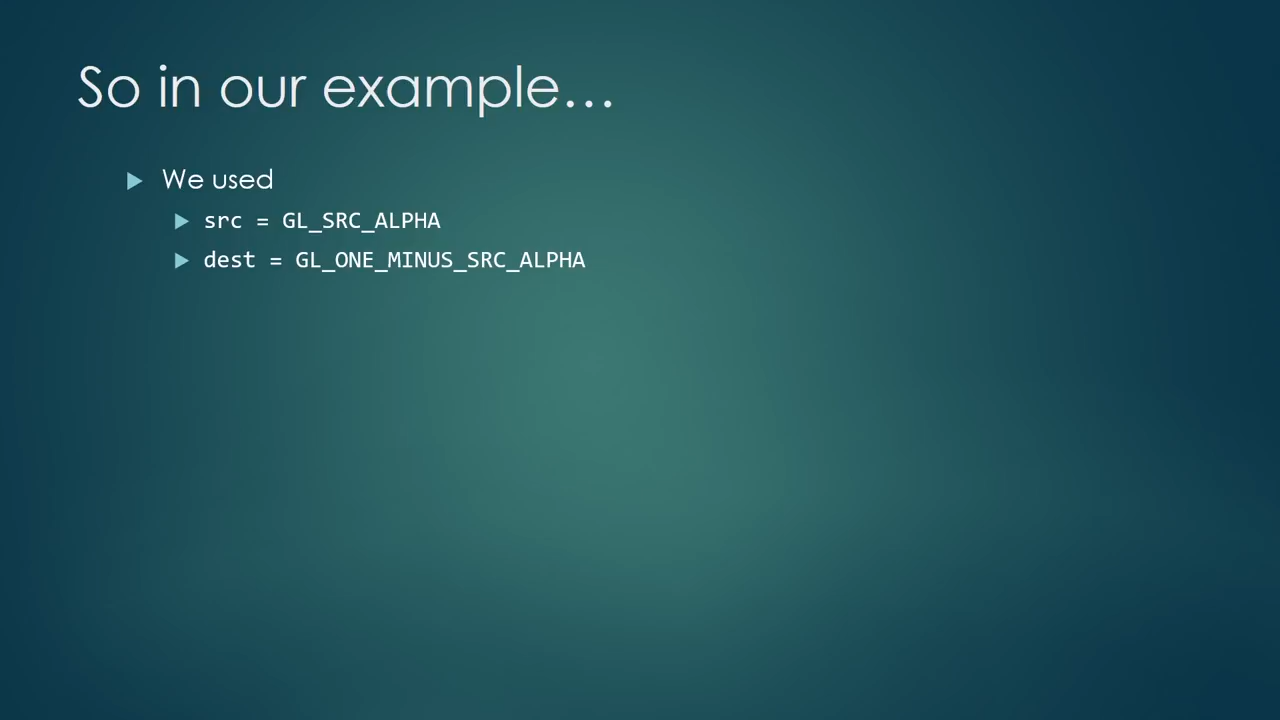 So in our example…
We used
src = GL_SRC_ALPHA
dest = GL_ONE_MINUS_SRC_ALPHA